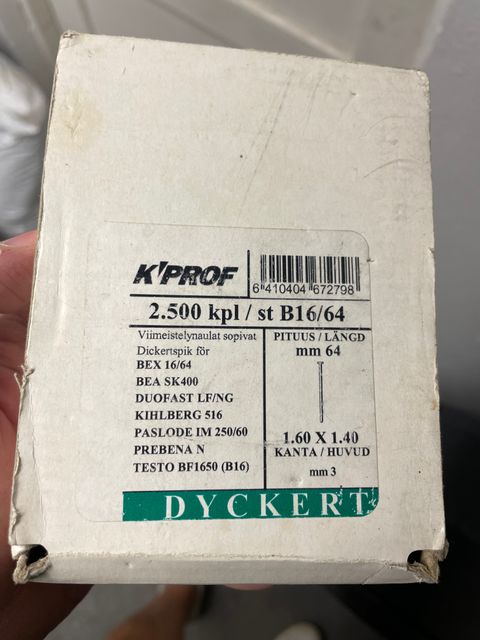 K'PROF
6 410404 672798
2.500 kpl / st B16/64
Viimeistelynaulat sopivat
Dickertspik för
BEX 16/64
BEA SK400
DUOFAST LF/NG
KIHLBERG 516
PASLODE IM 250/60
PREBENA N
TESTO BF1650 (B16)
PITUUS / LÄNGD
mm 64
1.60 X 1.40
KANTA / HUVUD
mm 3
DYCKERT